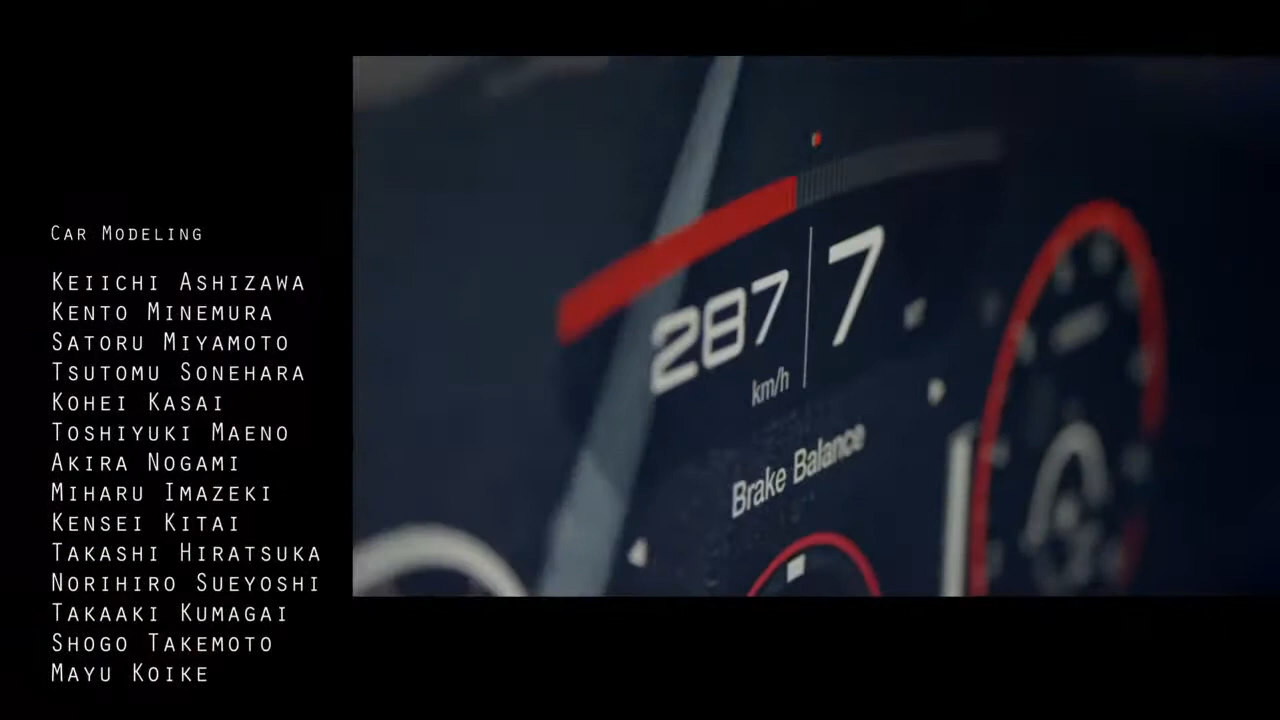 Car Modeling
Keiichi Ashizawa
Kento Minemura
Satoru Miyamoto
Tsutomu Sonehara
Kohei Kasai
Toshiyuki Maeno
Akira Nogami
Miharu Imazeki
Kensei Kitai
Takashi Hiratsuka
Norihiro Sueyoshi
Takaaki Kumagai
Shogo Takemoto
Mayu Koike
287 7
km/h
Brake Balance